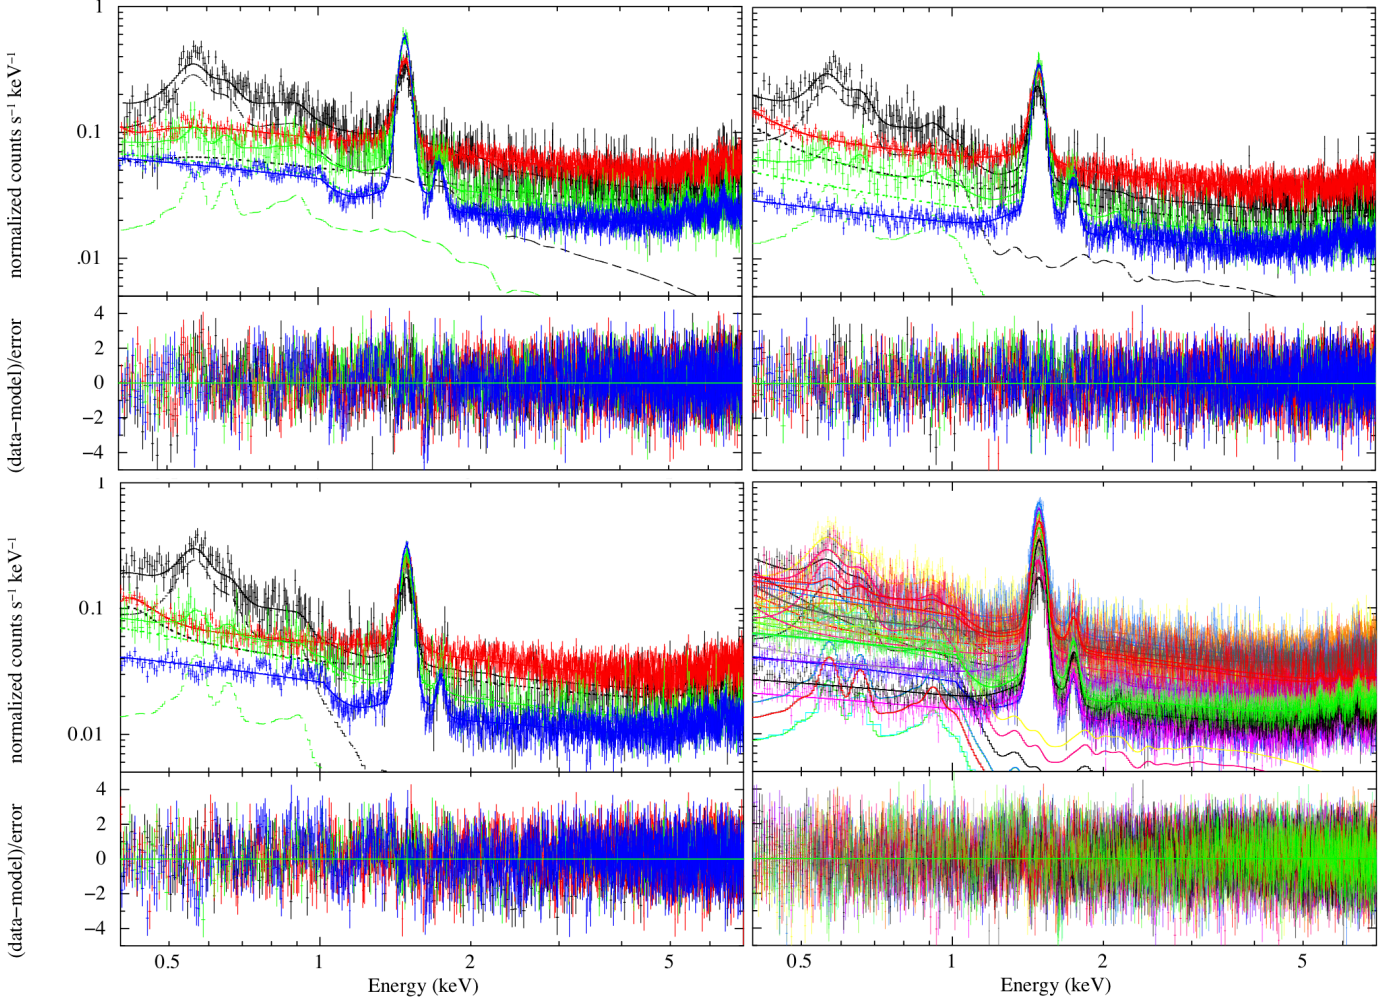 1
0.1
.01
normalized counts s⁻¹ keV⁻¹
4
2
0
−2
−4
(data−model)/error
1
0.1
0.01
normalized counts s⁻¹ keV⁻¹
4
2
0
−2
−4
(data−model)/error
0.5 1 2 5
Energy (keV)
0.5 1 2 5
Energy (keV)